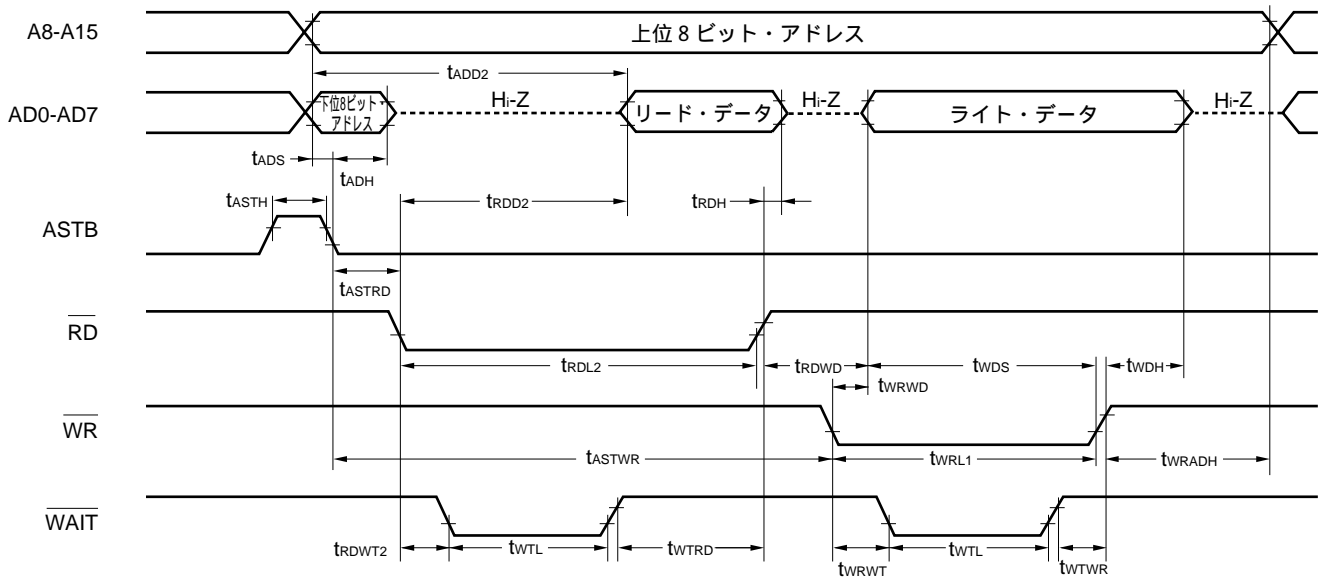 A8-A15
上位8ビット・アドレス
tADD2
AD0-AD7
下位8ビット・
アドレス
Hi-Z
リード・データ
Hi-Z
ライト・データ
Hi-Z
tADS
tADH
tASTH
tRDD2
tRDH
ASTB
tASTRD
RD
tRDL2
tRDWD
tWDS
tWDH
tWRWD
WR
tASTWR
tWRL1
tWRADH
WAIT
tRDWT2
tWTL
tWTRD
tWRWT
tWTL
tWTWR